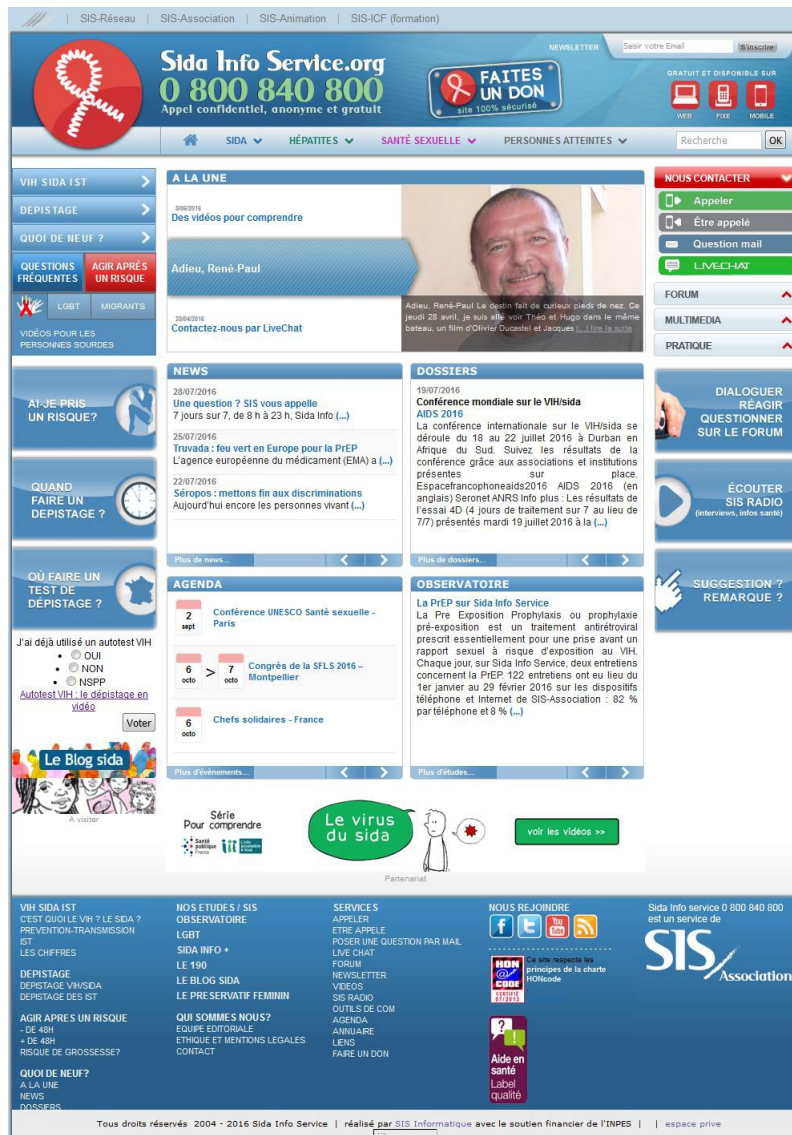 SIS-Réseau | SIS-Association | SIS-Animation | SIS-ICF (formation)
Sida Info Service.org
0 800 840 800
Appel confidentiel, anonyme et gratuit
FAITES
UN DON
site 100% sécurisé
NEWSLETTER
Saisir votre Email
S'inscrire
GRATUIT ET DISPONIBLE SUR
WEB FIXE MOBILE
SIDA HÉPATITES SANTÉ SEXUELLE PERSONNES ATTEINTES
Recherche OK
VIH SIDA IST
DEPISTAGE
QUOI DE NEUF ?
QUESTIONS
FRÉQUENTES
AGIR APRÈS
UN RISQUE
LGBT MIGRANTS
VIDÉOS POUR LES
PERSONNES SOURDES
AI-JE PRIS
UN RISQUE?
QUAND
FAIRE UN
DEPISTAGE ?
OÙ FAIRE UN
TEST DE
DÉPISTAGE ?
J'ai déjà utilisé un autotest VIH
OUI
NON
NSPP
Autotest VIH : le dépistage en
vidéo
Voter
Le Blog sida
A visiter
A LA UNE
8/06/2016
Des vidéos pour comprendre
Adieu, René-Paul
Contactez-nous par LiveChat
Adieu, René-Paul Le destin fait de curieux pieds de nez. Ce
jeudi 28 avril, je suis allé voir Théo et Hugo dans le même
bateau, un film d'Olivier Ducastel et Jacques (...) lire la suite
NEWS
28/07/2016
Une question ? SIS vous appelle
7 jours sur 7, de 8 h à 23 h, Sida Info (...)
25/07/2016
Truvada : feu vert en Europe pour la PrEP
L'agence européenne du médicament (EMA) a (...)
22/07/2016
Séropos : mettons fin aux discriminations
Aujourd'hui encore les personnes vivant (...)
Plus de news...
DOSSIERS
19/07/2016
Conférence mondiale sur le VIH/sida
AIDS 2016
La conférence internationale sur le VIH/sida se
déroule du 18 au 22 juillet 2016 à Durban en
Afrique du Sud. Suivez les résultats de la
conférence grâce aux associations et institutions
présentes sur place.
Espacefrancophoneaids2016 AIDS 2016 (en
anglais) Seronet ANRS Info plus : Les résultats de
l'essai 4D (4 jours de traitement sur 7 au lieu de
7/7) présentés mardi 19 juillet 2016 à la (...)
Plus de dossiers...
AGENDA
2
sept
Conférence UNESCO Santé sexuelle -
Paris
6 > 7
octo octo
Congrès de la SFLS 2016 –
Montpellier
6
octo
Chefs solidaires - France
Plus d'évènements...
OBSERVATOIRE
La PrEP sur Sida Info Service
La Pre Exposition Prophylaxis ou prophylaxie
pré-exposition est un traitement antirétroviral
prescrit essentiellement pour une prise avant un
rapport sexuel à risque d'exposition au VIH.
Chaque jour, sur Sida Info Service, deux entretiens
concernent la PrEP. 122 entretiens ont eu lieu du
1er janvier au 29 février 2016 sur les dispositifs
téléphone et Internet de SIS-Association : 82 %
par téléphone et 8 % (...)
Plus d'études...
NOUS CONTACTER
Appeler
Être appelé
Question mail
LIVECHAT
FORUM
MULTIMEDIA
PRATIQUE
DIALOGUER
RÉAGIR
QUESTIONNER
SUR LE FORUM
ÉCOUTER
SIS RADIO
(interviews, infos santé)
SUGGESTION ?
REMARQUE ?
Série
Pour comprendre
Santé
publique
France
Le virus
du sida
voir les vidéos >>
Partenariat
VIH SIDA IST
C'EST QUOI LE VIH ? LE SIDA ?
PREVENTION-TRANSMISSION
IST
LES CHIFFRES
DEPISTAGE
DEPISTAGE VIH/SIDA
DEPISTAGE DES IST
AGIR APRES UN RISQUE
- DE 48H
+ DE 48H
RISQUE DE GROSSESSE?
QUOI DE NEUF?
A LA UNE
NEWS
DOSSIERS
NOS ETUDES / SIS
OBSERVATOIRE
LGBT
SIDA INFO +
LE 190
LE BLOG SIDA
LE PRESERVATIF FEMININ
QUI SOMMES NOUS?
EQUIPE EDITORIALE
ETHIQUE ET MENTIONS LEGALES
CONTACT
SERVICES
APPELER
ETRE APPELE
POSER UNE QUESTION PAR MAIL
LIVE CHAT
FORUM
NEWSLETTER
VIDEOS
SIS RADIO
OUTILS DE COM
AGENDA
ANNUAIRE
LIENS
FAIRE UN DON
NOUS REJOINDRE
You
Tube
HON
@
CODE
CERTIFIÉ
07/2013
Ce site respecte les
principes de la charte
HONcode
Aide en
santé
Label
qualité
Sida Info service 0 800 840 800
est un service de
SIS
Association
Tous droits réservés 2004 - 2016 Sida Info Service | réalisé par SIS Informatique avec le soutien financier de l'INPES | | espace prive